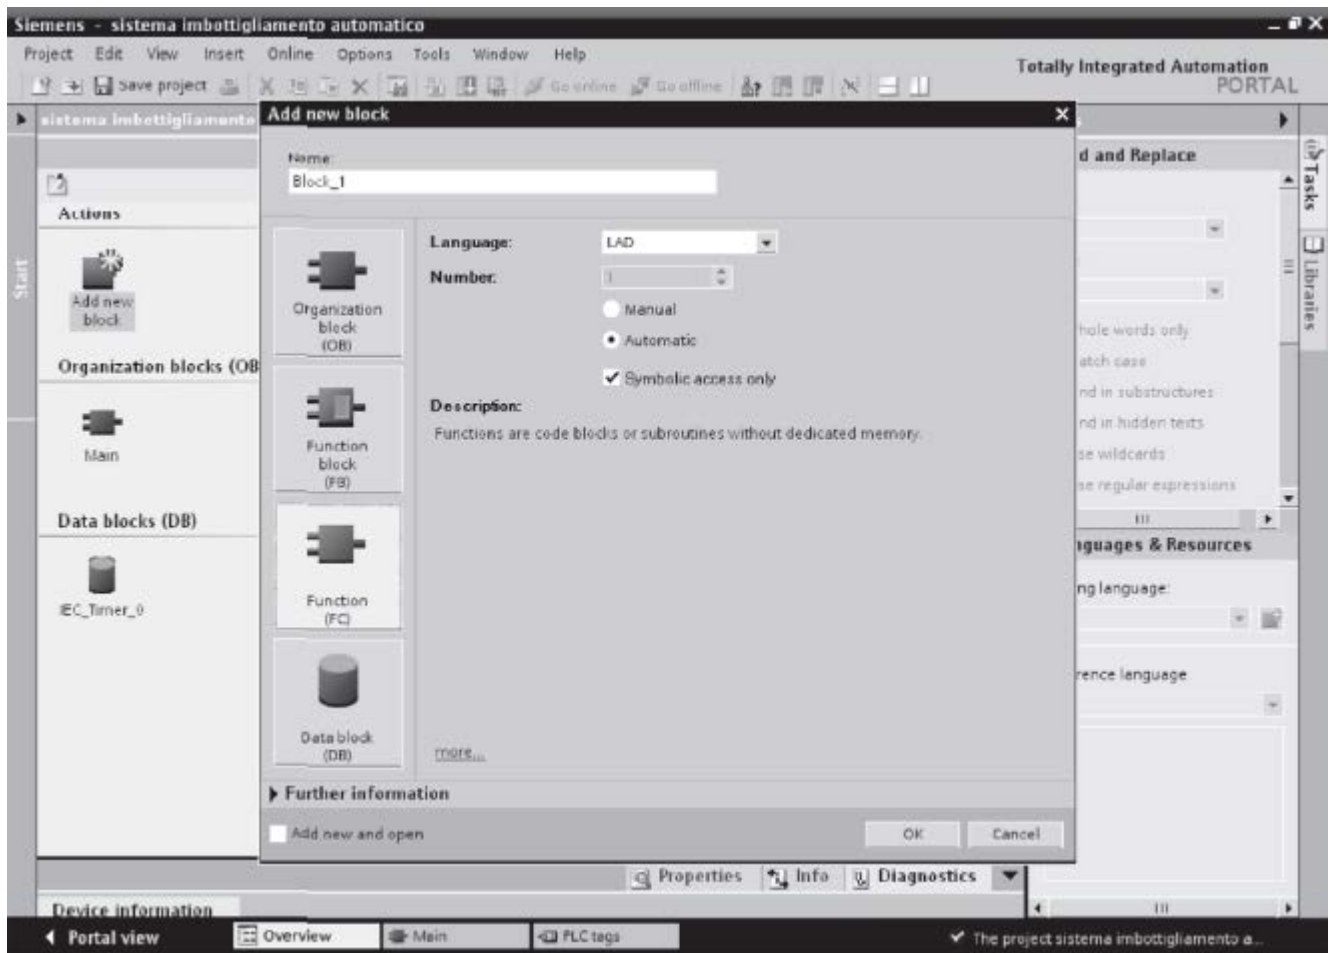 Siemens - sistema imbottigliamento automatico
Project Edit View Insert Online Options Tools Window Help
Totally Integrated Automation
PORTAL
Save project Go online Go offline
sistema imbottigliamento
Add new block
Name:
Block_1
d and Replace
Tasks
Libraries
Start
Actions
Add new
block
Organization blocks (OB
Main
Data blocks (DB)
IEC_Timer_0
Organization
block
(OB)
Function
block
(FB)
Function
(FC)
Data block
(DB)
Language: LAD
Number: 1
Manual
Automatic
Symbolic access only
Description:
Functions are code blocks or subroutines without dedicated memory.
more...
Further information
Add new and open
OK Cancel
hole words only
atch case
nd in substructures
nd in hidden texts
se wildcards
se regular expressions
nguages & Resources
ng language:
rence language
Properties Info Diagnostics
Device information
Portal view Overview Main PLC tags The project sistema imbottigliamento a...